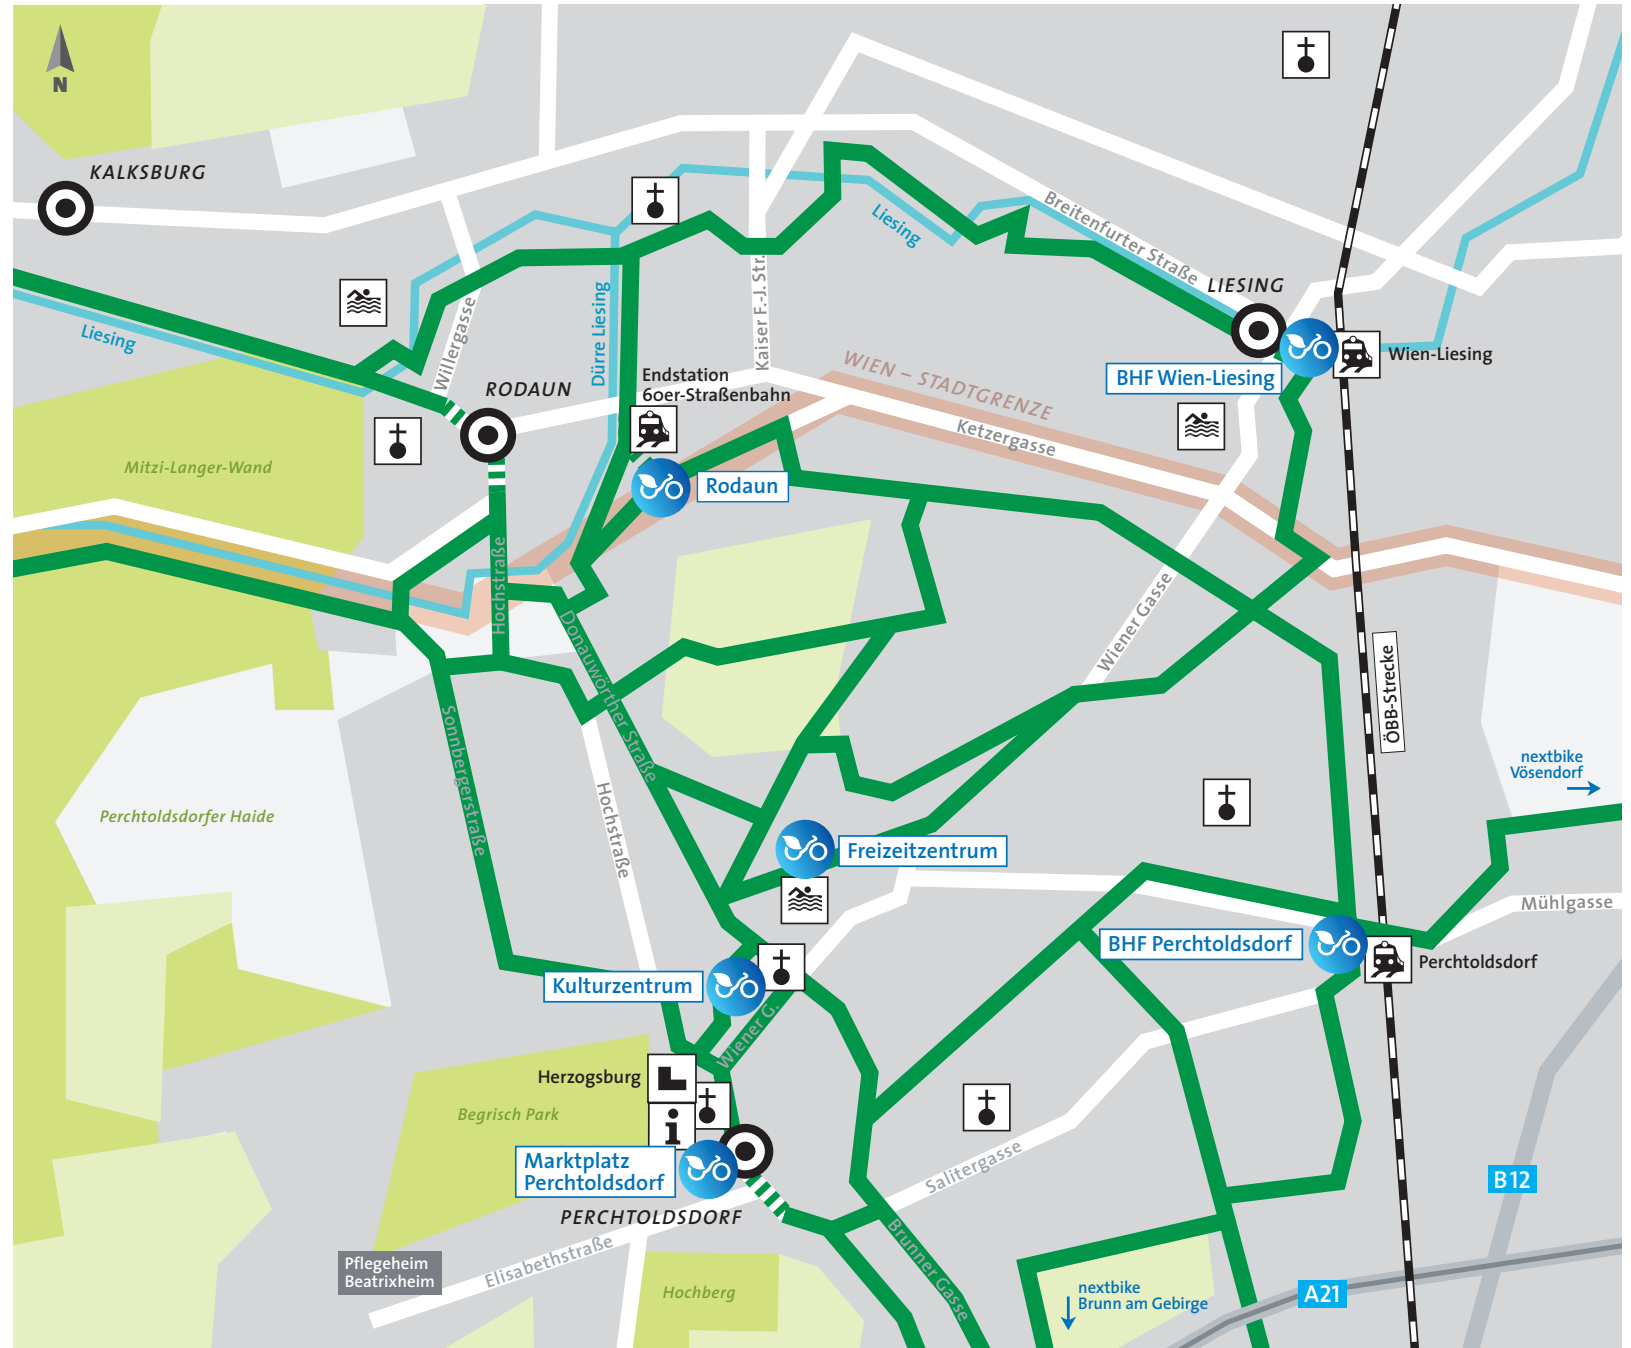 N
KALKSBURG
Liesing
Breitenfurter Straße
LIESING
Liesing
Willergasse
Dürre Liesing
Kaiser F.-J. Str.
WIEN – STADTGRENZE
Wien-Liesing
BHF Wien-Liesing
RODAUN
Endstation
60er-Straßenbahn
Ketzergasse
Mitzi-Langer-Wand
Rodaun
Hochstraße
Wiener Gasse
Donauwörther Straße
ÖBB-Strecke
Sonnbergerstraße
nextbike
Vösendorf
Perchtoldsdorfer Haide
Hochstraße
Freizeitzentrum
Mühlgasse
BHF Perchtoldsdorf
Perchtoldsdorf
Kulturzentrum
Wiener G.
Herzogsburg
Begrisch Park
i
Marktplatz
Perchtoldsdorf
Salitergasse
B12
PERCHTOLDSDORF
Elisabethstraße
Brunner Gasse
Pflegeheim
Beatrixheim
Hochberg
nextbike
Brunn am Gebirge
A21